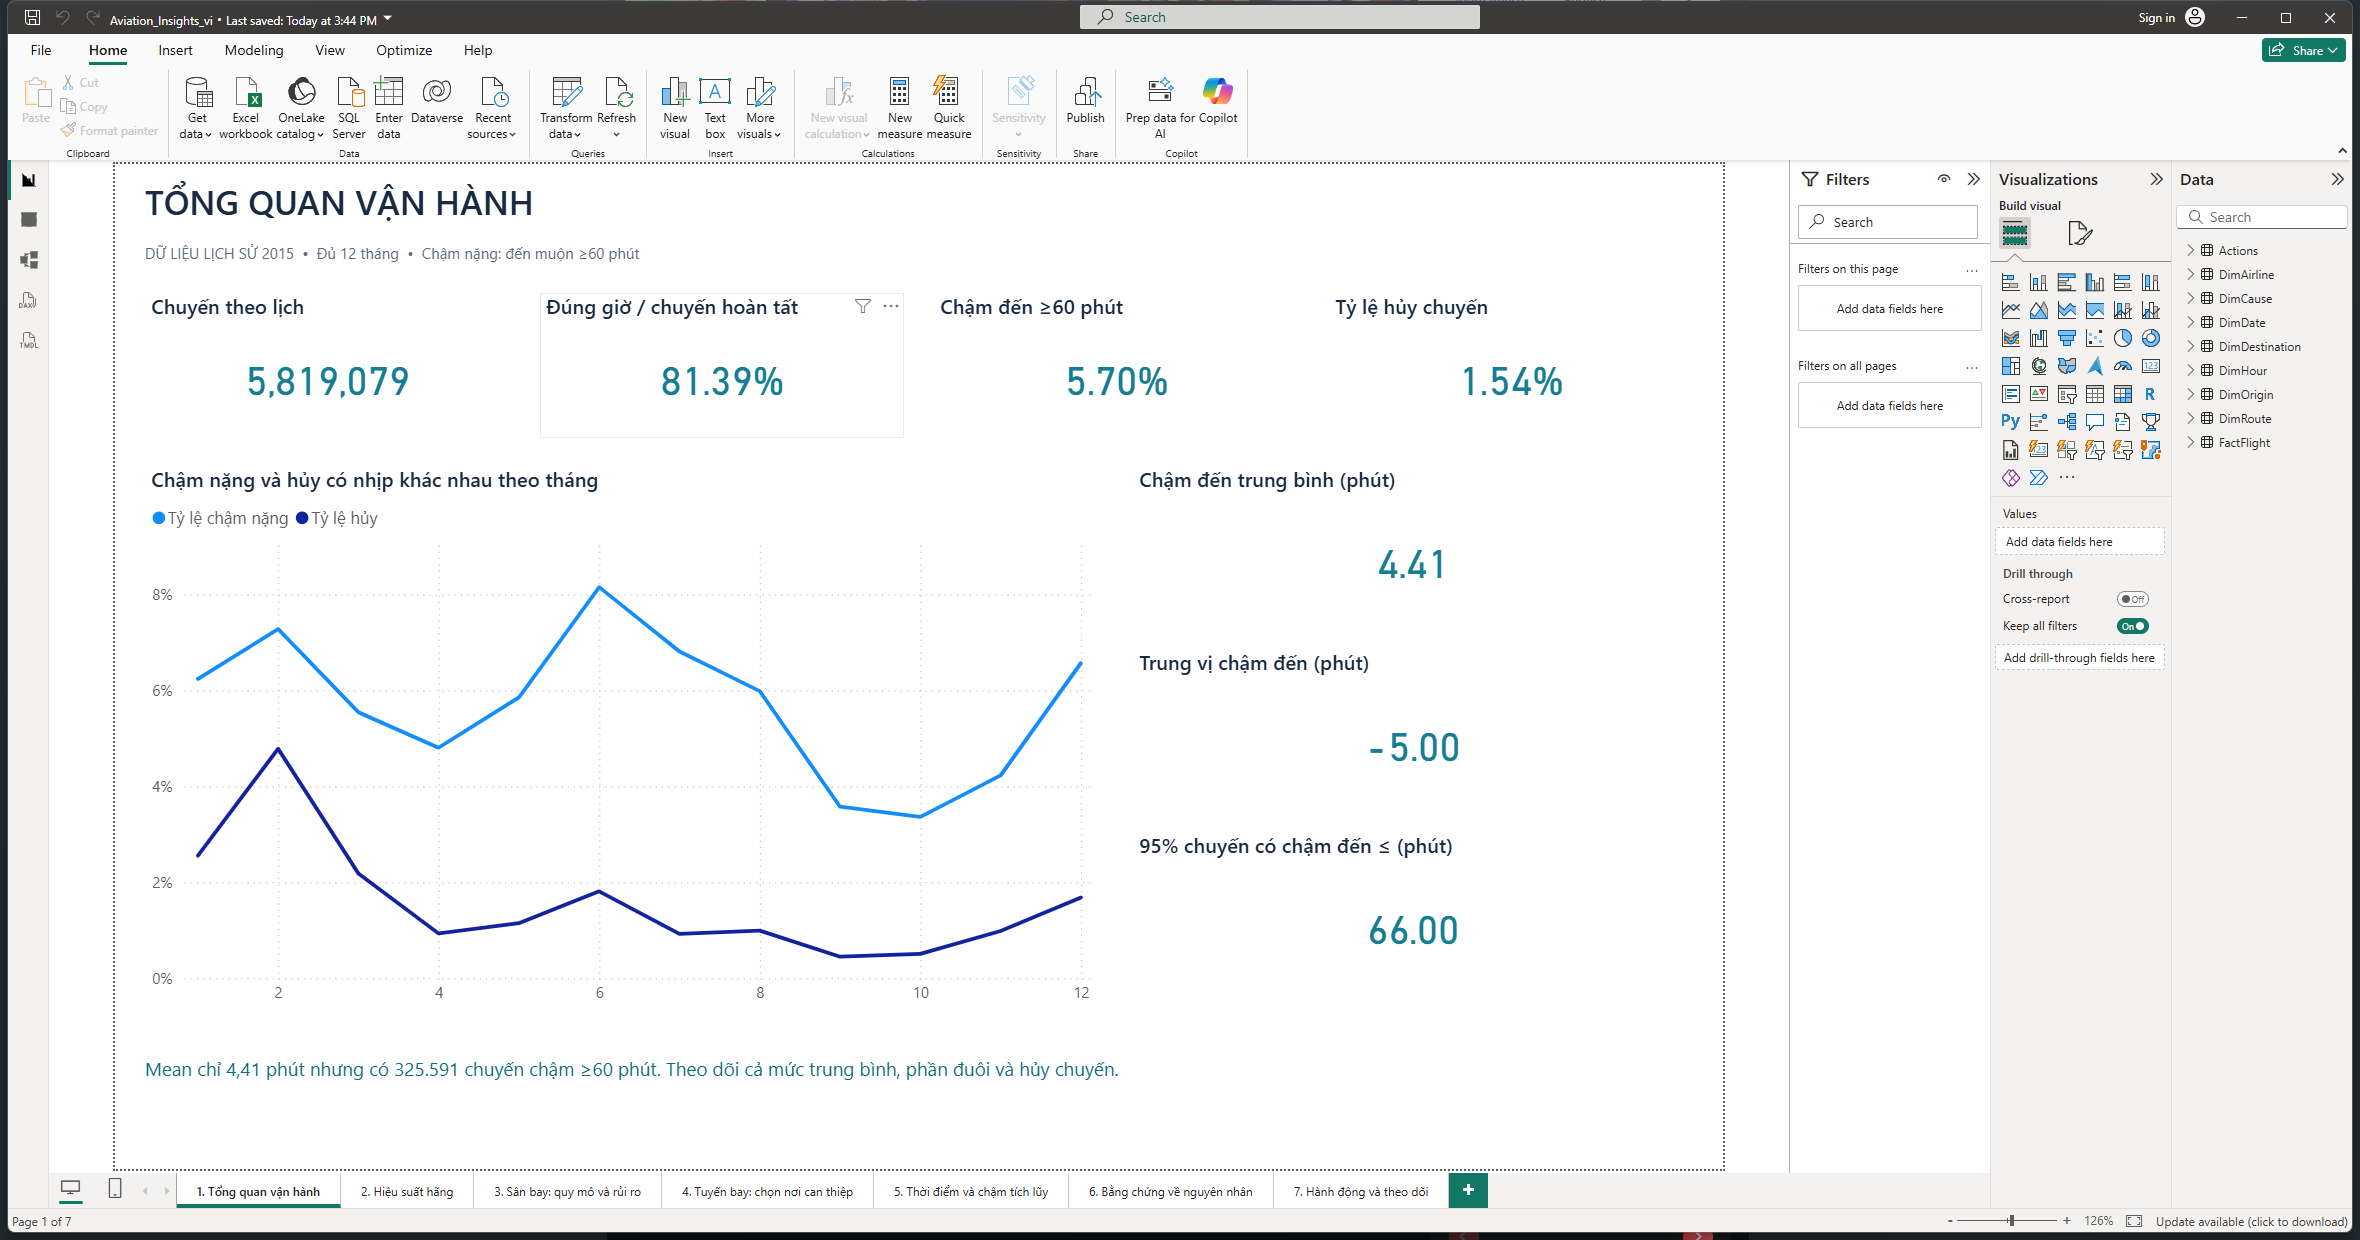 Aviation_Insights_vi • Last saved: Today at 3:44 PM
Search
Sign in
File Home Insert Modeling View Optimize Help
Share
Paste
Cut
Copy
Format painter
Clipboard
Get data
Excel workbook
OneLake catalog
SQL Server
Enter data
Dataverse
Recent sources
Data
Transform data
Refresh
Queries
New visual
Text box
More visuals
Insert
New visual calculation
New measure
Quick measure
Calculations
Sensitivity
Sensitivity
Publish
Share
Prep data for AI
Copilot
Copilot
TỔNG QUAN VẬN HÀNH
DỮ LIỆU LỊCH SỬ 2015 • Đủ 12 tháng • Chậm nặng: đến muộn ≥60 phút
Chuyến theo lịch
5,819,079
Đúng giờ / chuyến hoàn tất
81.39%
Chậm đến ≥60 phút
5.70%
Tỷ lệ hủy chuyến
1.54%
Chậm nặng và hủy có nhịp khác nhau theo tháng
Tỷ lệ chậm nặng Tỷ lệ hủy
8%
6%
4%
2%
0%
2 4 6 8 10 12
Chậm đến trung bình (phút)
4.41
Trung vị chậm đến (phút)
-5.00
95% chuyến có chậm đến ≤ (phút)
66.00
Mean chỉ 4,41 phút nhưng có 325.591 chuyến chậm ≥60 phút. Theo dõi cả mức trung bình, phần đuôi và hủy chuyến.
Filters
Search
Filters on this page
Add data fields here
Filters on all pages
Add data fields here
Visualizations
Build visual
123
R
Py
Values
Add data fields here
Drill through
Cross-report
Off
Keep all filters
On
Add drill-through fields here
Data
Search
Actions
DimAirline
DimCause
DimDate
DimDestination
DimHour
DimOrigin
DimRoute
FactFlight
DAX
TMDL
1. Tổng quan vận hành
2. Hiệu suất hãng
3. Sân bay: quy mô và rủi ro
4. Tuyến bay: chọn nơi can thiệp
5. Thời điểm và chậm tích lũy
6. Bằng chứng về nguyên nhân
7. Hành động và theo dõi
+
Page 1 of 7
- + 126%
Update available (click to download)